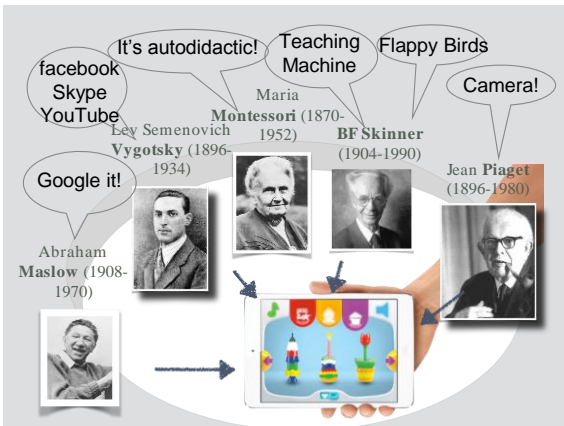 It's autodidactic!
Teaching
Machine
Flappy Birds
facebook
Skype
YouTube
Camera!
Maria
Montessori (1870-
1952)
Lev Semenovich
Vygotsky (1896-
1934)
BF Skinner
(1904-1990)
Jean Piaget
(1896-1980)
Google it!
Abraham
Maslow (1908-
1970)